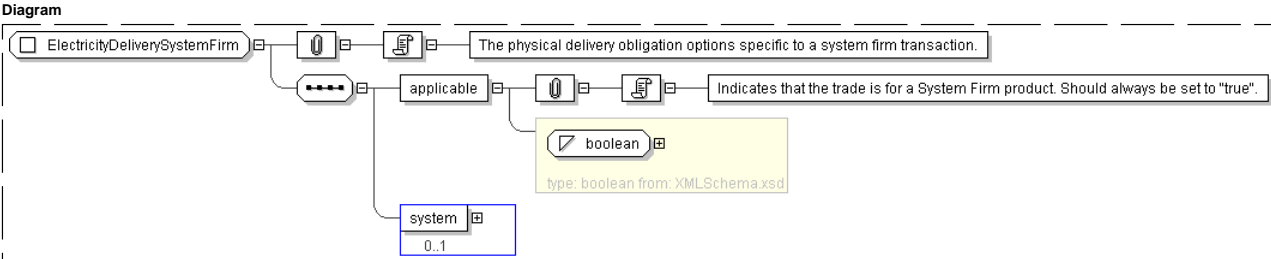 Diagram
ElectricityDeliverySystemFirm
The physical delivery obligation options specific to a system firm transaction.
applicable
Indicates that the trade is for a System Firm product. Should always be set to "true".
boolean
type: boolean from: XMLSchema.xsd
system
0..1